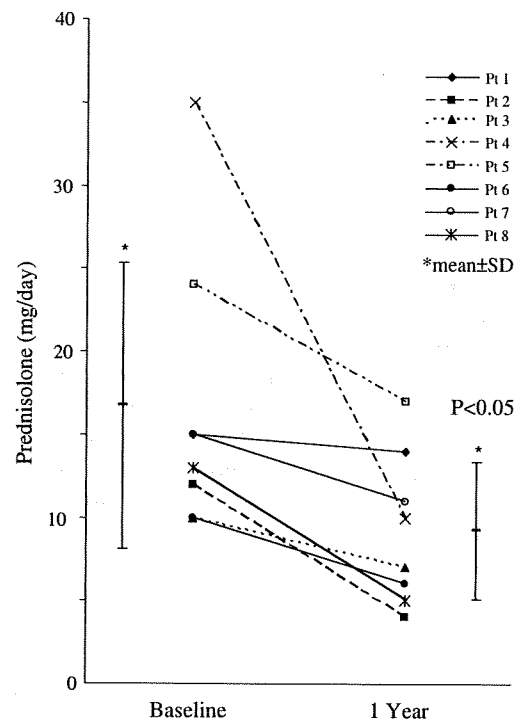 40
30
20
10
0
Prednisolone (mg/day)
Baseline
1 Year
Pt 1
Pt 2
Pt 3
Pt 4
Pt 5
Pt 6
Pt 7
Pt 8
*mean±SD
P<0.05
*
*